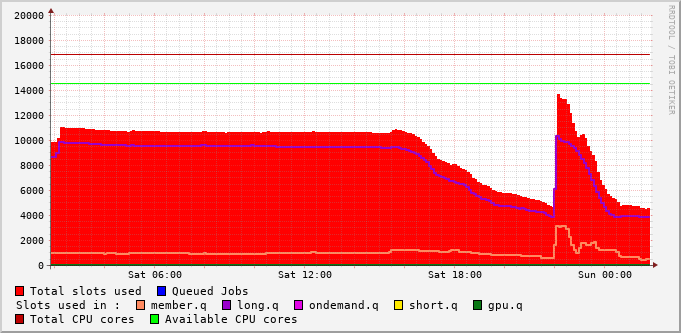 RRDTOOL / TOBI OETIKER
20000
18000
16000
14000
12000
10000
8000
6000
4000
2000
0
Sat 06:00 Sat 12:00 Sat 18:00 Sun 00:00
Total slots used Queued Jobs
Slots used in : member.q long.q ondemand.q short.q gpu.q
Total CPU cores Available CPU cores